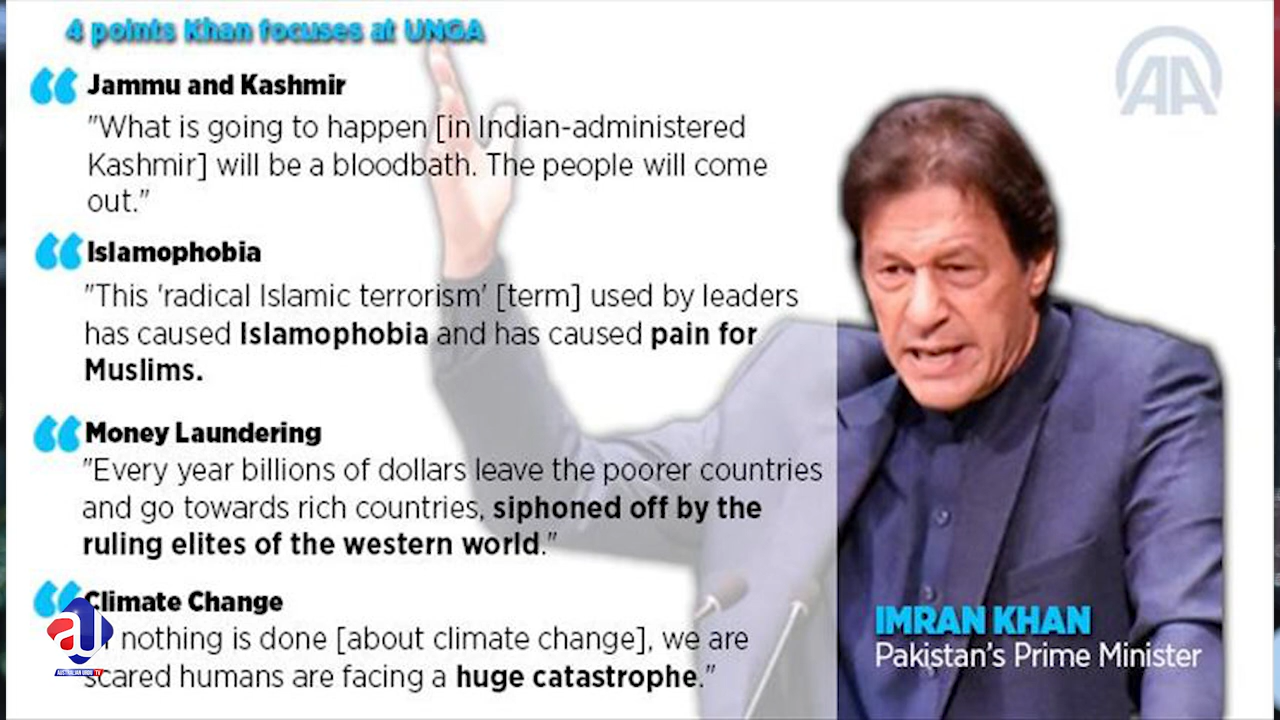 4 points Khan focuses at UNGA
AA
Jammu and Kashmir
"What is going to happen [in Indian-administered
Kashmir] will be a bloodbath. The people will come
out."
Islamophobia
"This 'radical Islamic terrorism' [term] used by leaders
has caused Islamophobia and has caused pain for
Muslims.
Money Laundering
"Every year billions of dollars leave the poorer countries
and go towards rich countries, siphoned off by the
ruling elites of the western world."
Climate Change
nothing is done [about climate change], we are
scared humans are facing a huge catastrophe."
IMRAN KHAN
Pakistan's Prime Minister